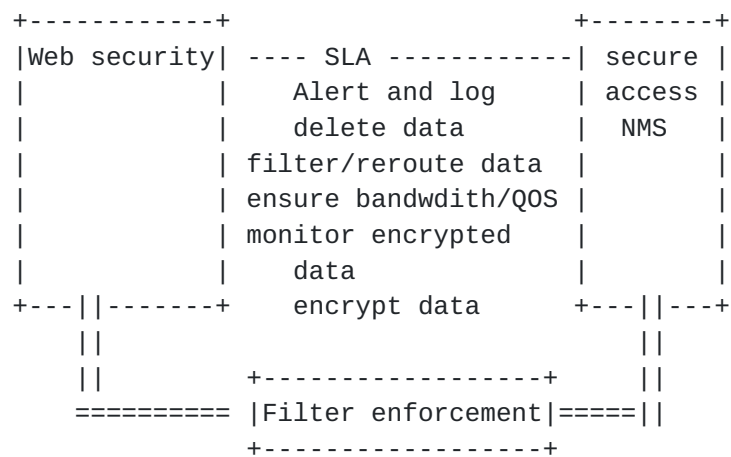 +------------+ +--------+
|Web security| ---- SLA ------------| secure |
| | Alert and log | access |
| | delete data | NMS |
| | filter/reroute data | |
| | ensure bandwdith/QOS | |
| | monitor encrypted | |
| | data | |
+---||-------+ encrypt data +---||---+
|| ||
|| +------------------+ ||
========== |Filter enforcement|=====||
+------------------+